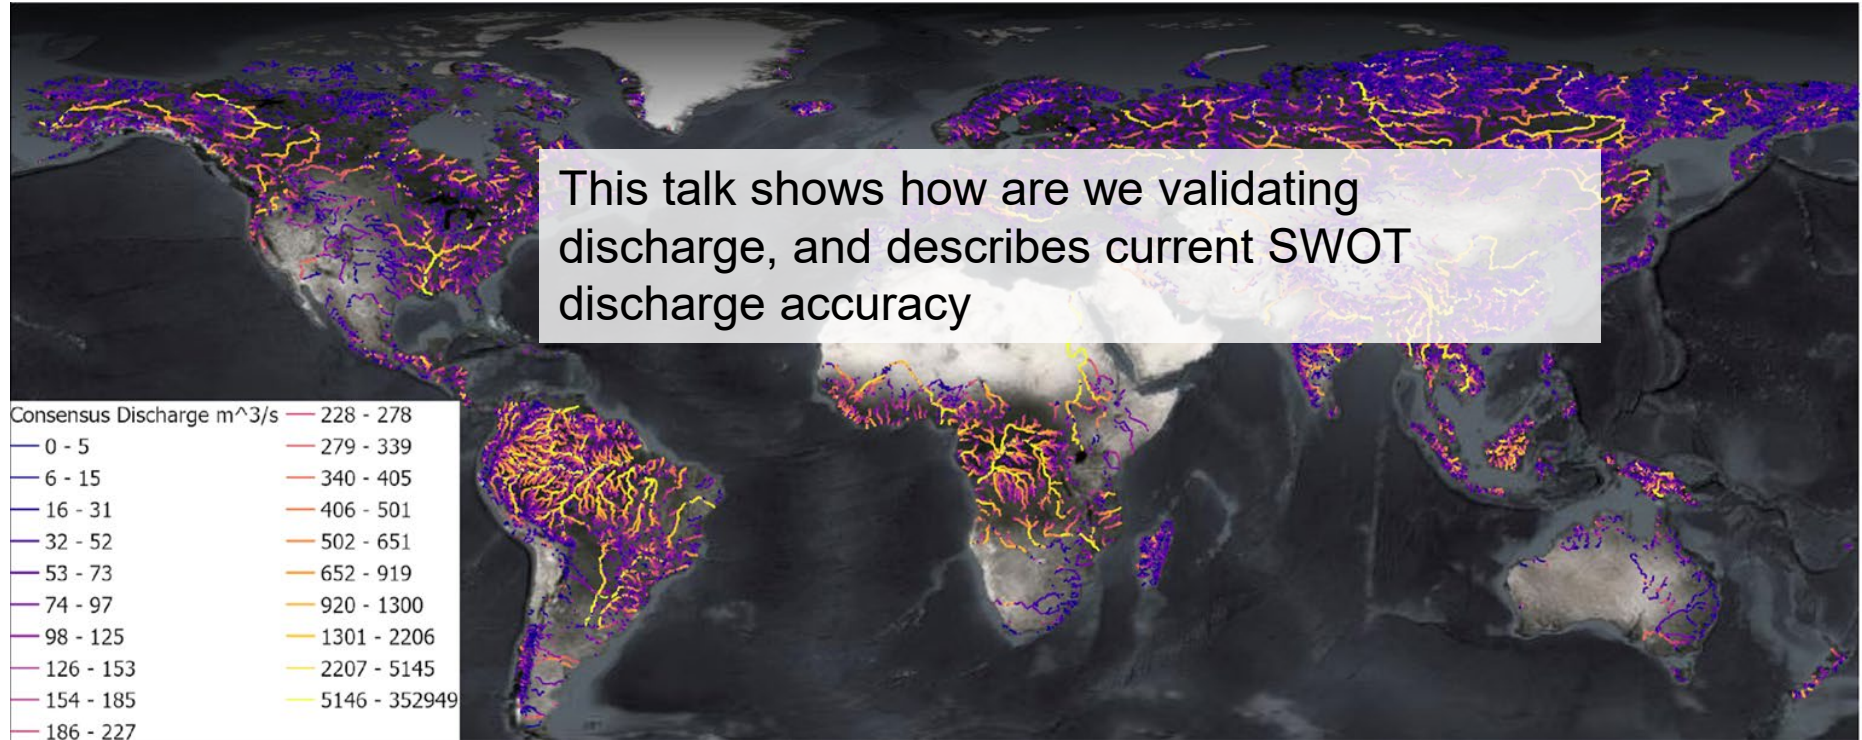 This talk shows how are we validating
discharge, and describes current SWOT
discharge accuracy
Consensus Discharge m^3/s
0 - 5
6 - 15
16 - 31
32 - 52
53 - 73
74 - 97
98 - 125
126 - 153
154 - 185
186 - 227
228 - 278
279 - 339
340 - 405
406 - 501
502 - 651
652 - 919
920 - 1300
1301 - 2206
2207 - 5145
5146 - 352949